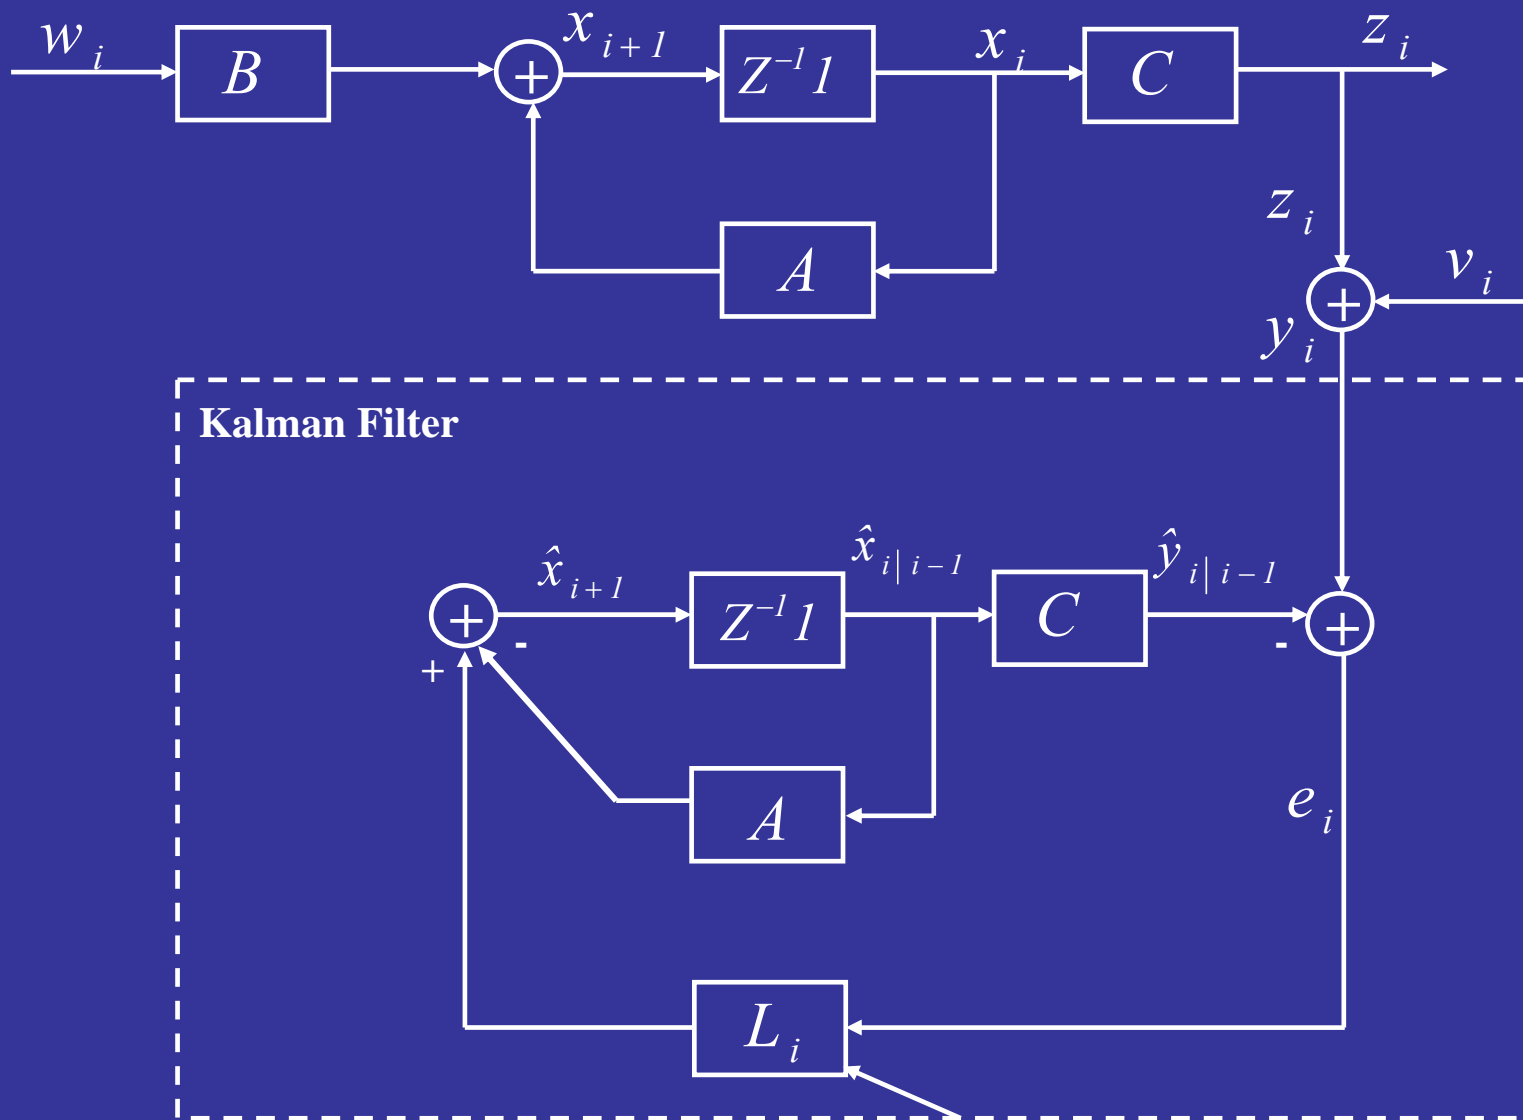 w_i
B
+
x_{i+1}
Z^{-1}1
x_i
C
z_i
A
z_i
+
v_i
y_i
Kalman Filter
+
-
+
x̂_{i+1}
Z^{-1}1
x̂_{i|i-1}
C
ŷ_{i|i-1}
-
+
A
e_i
L_i